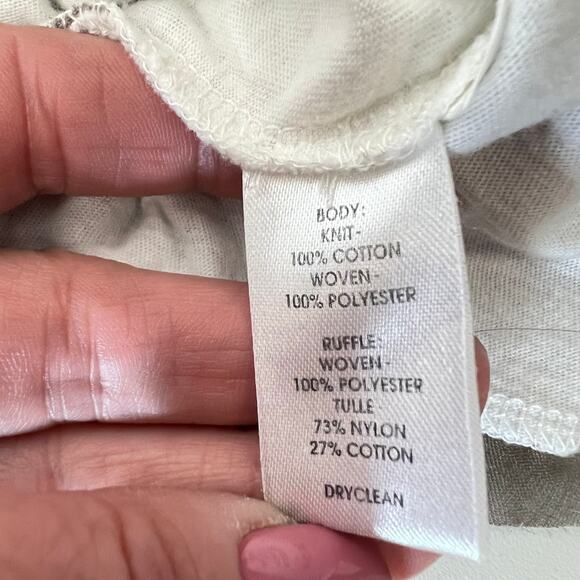 BODY:
KNIT-
100% COTTON
WOVEN-
100% POLYESTER
RUFFLE:
WOVEN-
100% POLYESTER
TULLE-
73% NYLON
27% COTTON
DRYCLEAN